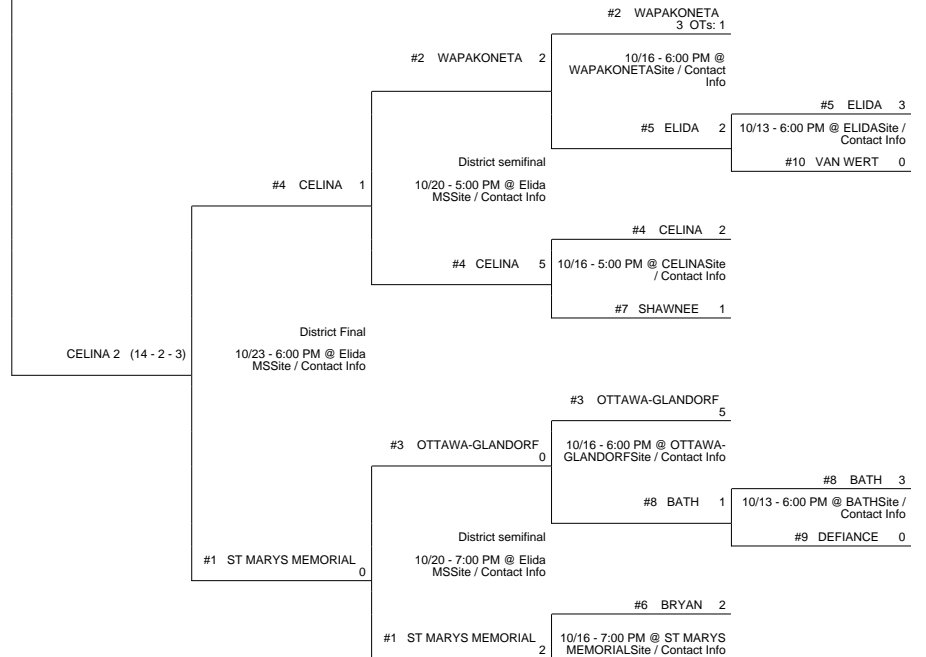 #2 WAPAKONETA
3 OTs: 1
#2 WAPAKONETA 2
10/16 - 6:00 PM @
WAPAKONETASite / Contact
Info
#5 ELIDA 3
#5 ELIDA 2
10/13 - 6:00 PM @ ELIDASite /
Contact Info
#10 VAN WERT 0
District semifinal
#4 CELINA 1
10/20 - 5:00 PM @ Elida
MSSite / Contact Info
#4 CELINA 2
#4 CELINA 5
10/16 - 5:00 PM @ CELINASite
/ Contact Info
#7 SHAWNEE 1
District Final
CELINA 2 (14 - 2 - 3)
10/23 - 6:00 PM @ Elida
MSSite / Contact Info
#3 OTTAWA-GLANDORF
5
#3 OTTAWA-GLANDORF
0
10/16 - 6:00 PM @ OTTAWA-
GLANDORFSite / Contact Info
#8 BATH 3
#8 BATH 1
10/13 - 6:00 PM @ BATHSite /
Contact Info
#9 DEFIANCE 0
District semifinal
#1 ST MARYS MEMORIAL
0
10/20 - 7:00 PM @ Elida
MSSite / Contact Info
#6 BRYAN 2
#1 ST MARYS MEMORIAL
2
10/16 - 7:00 PM @ ST MARYS
MEMORIALSite / Contact Info